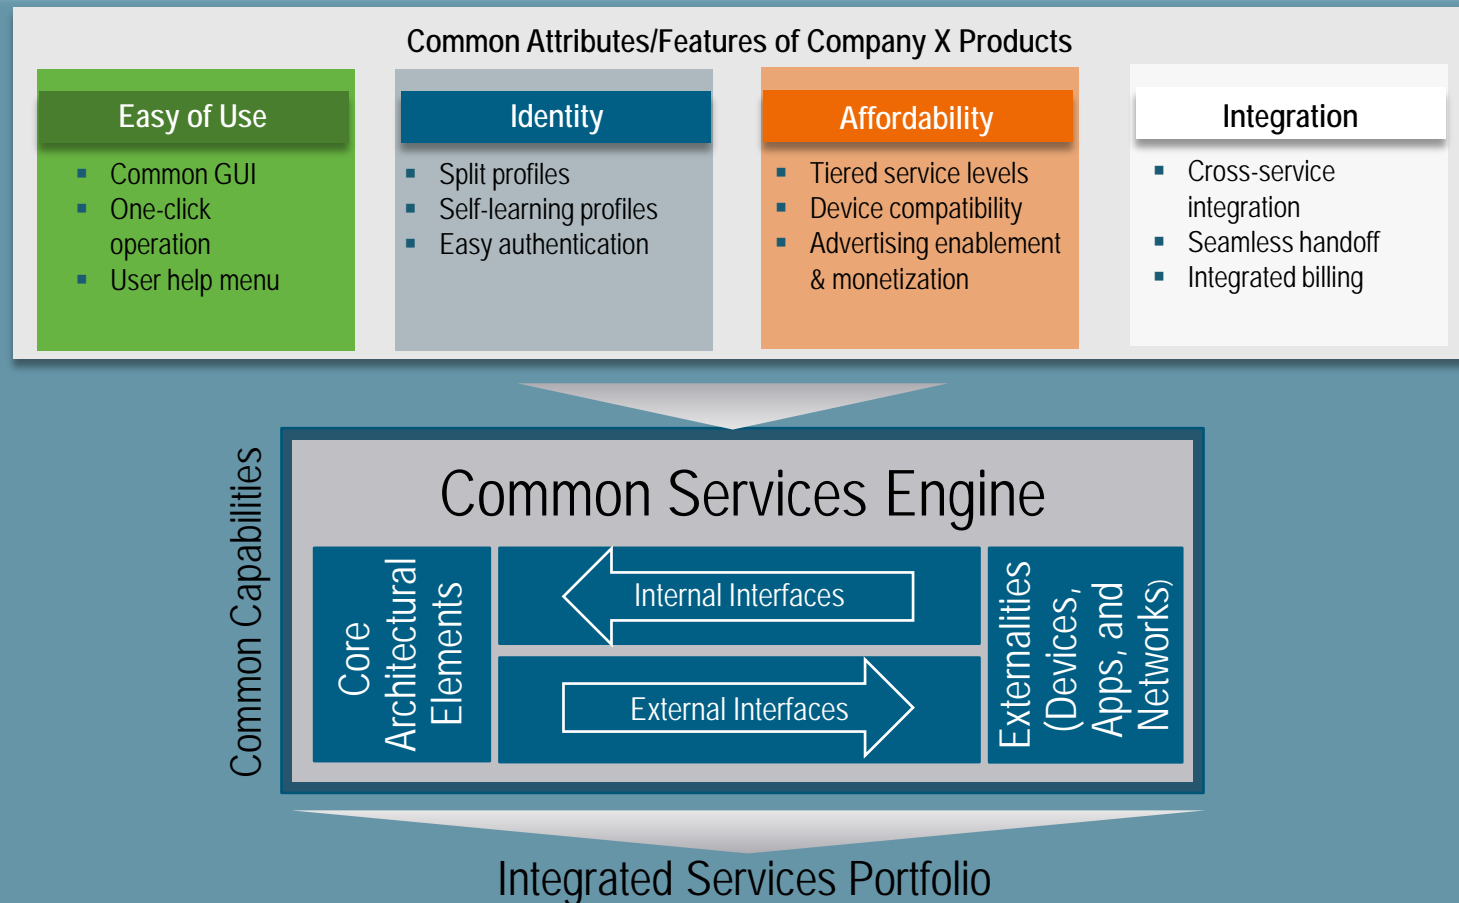 Common Attributes/Features of Company X Products
Easy of Use
▪ Common GUI
▪ One-click
operation
▪ User help menu
Identity
▪ Split profiles
▪ Self-learning profiles
▪ Easy authentication
Affordability
▪ Tiered service levels
▪ Device compatibility
▪ Advertising enablement
& monetization
Integration
▪ Cross-service
integration
▪ Seamless handoff
▪ Integrated billing
Common Capabilities
Common Services Engine
Core
Architectural
Elements
Internal Interfaces
External Interfaces
Externalities
(Devices,
Apps, and
Networks)
Integrated Services Portfolio